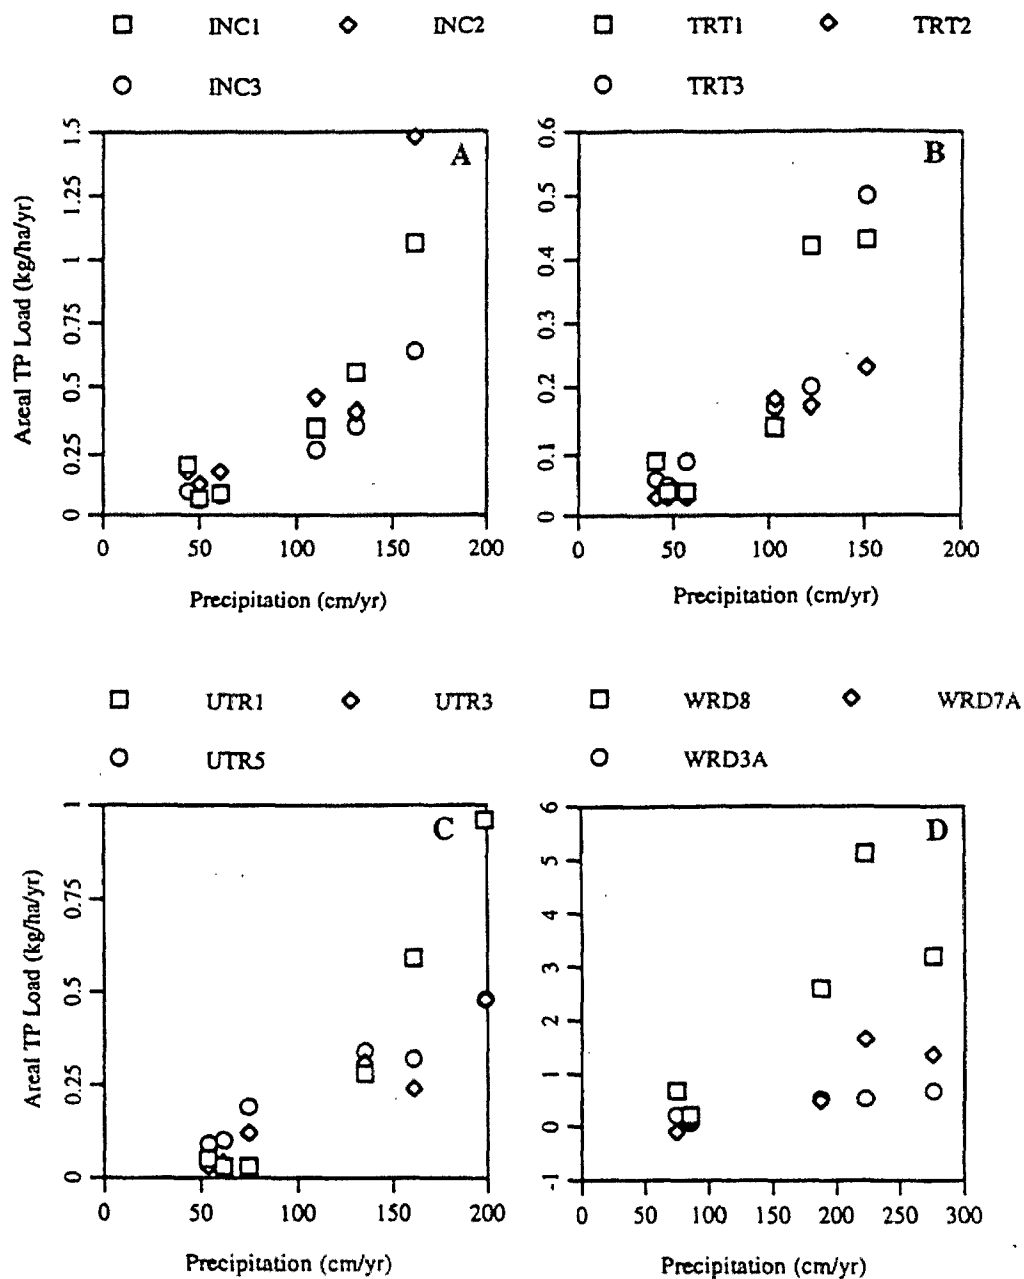 INC1 INC2 TRT1 TRT2
INC3 TRT3
A
Areal TP Load (kg/ha/yr)
1.5
1.25
1
0.75
0.5
0.25
0
0 50 100 150 200
Precipitation (cm/yr)
B
0.6
0.5
0.4
0.3
0.2
0.1
0
0 50 100 150 200
Precipitation (cm/yr)
UTR1 UTR3 WRD8 WRD7A
UTR5 WRD3A
C
Areal TP Load (kg/ha/yr)
1
0.75
0.5
0.25
0
0 50 100 150 200
Precipitation (cm/yr)
D
6
5
4
3
2
1
0
-1
0 50 100 150 200 250 300
Precipitation (cm/yr)